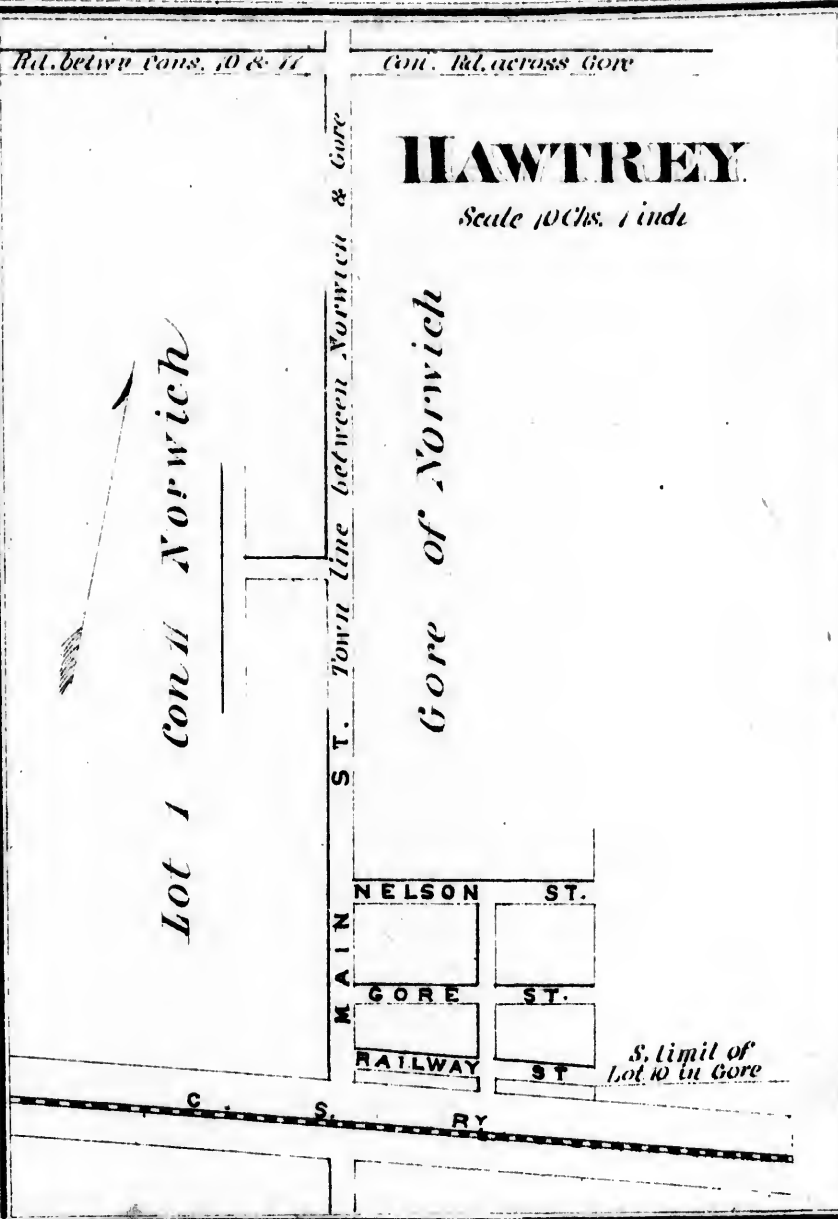 Rd. betwn Cons. 10 & 11
Con. Rd. across Gore
HAWTREY
Scale 10 Chs. 1 inch
Town line between Norwich & Gore
Lot 1 Con 11 Norwich
Gore of Norwich
MAIN ST.
NELSON ST.
GORE ST.
RAILWAY ST
S. limit of
Lot 10 in Gore
C. S. RY